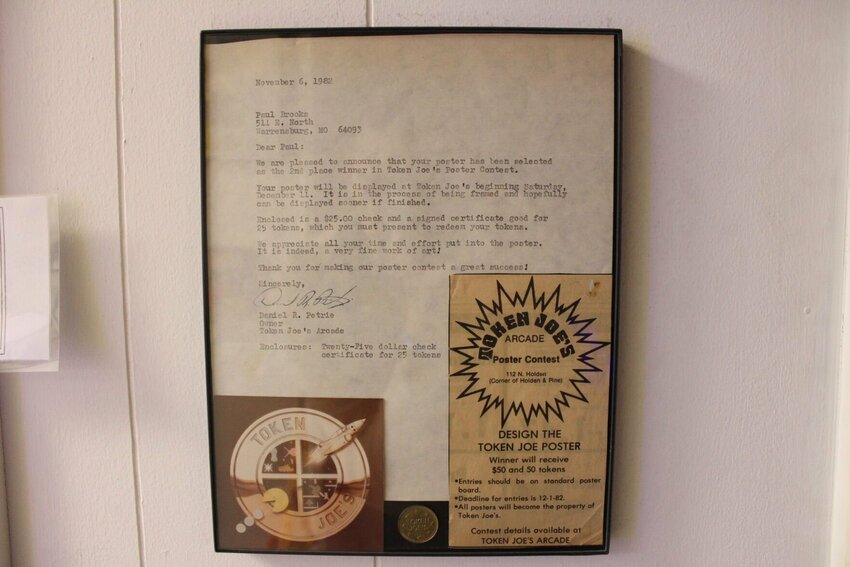 November 6, 1982
Paul Brooks
511 E. North
Warrensburg, MO 64093
Dear Paul:
We are pleased to announce that your poster has been selected
as the 2nd place winner in Token Joe's Poster Contest.
Your poster will be displayed at Token Joe's beginning Saturday,
December 11. It is in the process of being framed and hopefully
can be displayed sooner if finished.
Enclosed is a $25.00 check and a signed certificate good for
25 tokens, which you must present to redeem your tokens.
We appreciate all your time and effort put into the poster.
It is indeed, a very fine work of art!
Thank you for making our poster contest a great success!
Sincerely,
Daniel R. Petrie
Owner
Token Joe's Arcade
Enclosures: Twenty-Five dollar check
certificate for 25 tokens
TOKEN
JOE'S
TOKEN
JOE'S
TOKEN JOE'S
ARCADE
Poster Contest
112 N. Holden
(Corner of Holden & Pine)
DESIGN THE
TOKEN JOE POSTER
Winner will receive
$50 and 50 tokens
•Entries should be on standard poster
board.
•Deadline for entries is 12-1-82.
•All posters will become the property of
Token Joe's.
Contest details available at
TOKEN JOE'S ARCADE